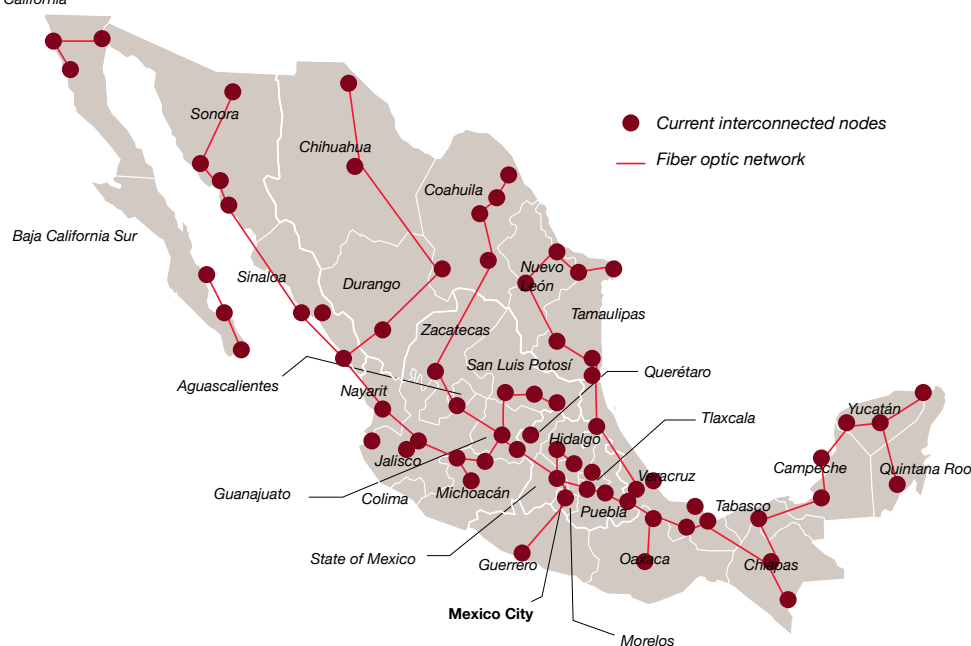 California
Sonora
Chihuahua
Current interconnected nodes
Fiber optic network
Coahuila
Baja California Sur
Sinaloa
Durango
Nuevo
León
Tamaulipas
Zacatecas
San Luis Potosí
Querétaro
Aguascalientes
Nayarit
Tlaxcala
Yucatán
Hidalgo
Jalisco
Veracruz
Campeche
Quintana Roo
Guanajuato
Colima
Michoacán
Puebla
Tabasco
State of Mexico
Guerrero
Oaxaca
Chiapas
Mexico City
Morelos